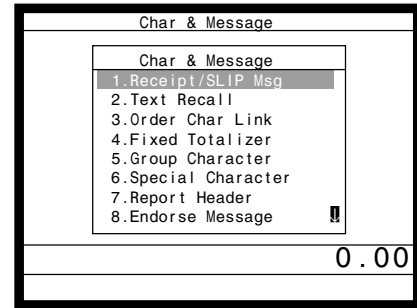 Char & Message
Char & Message
1.Receipt/SLIP Msg
2.Text Recall
3.Order Char Link
4.Fixed Totalizer
5.Group Character
6.Special Character
7.Report Header
8.Endorse Message
0.00